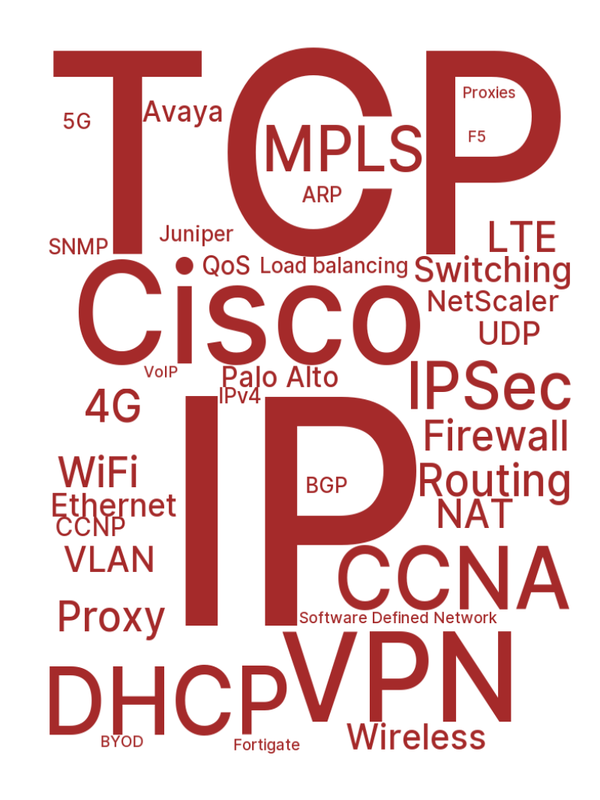 TCP
Proxies
5G
Avaya
F5
MPLS
ARP
Juniper
SNMP
LTE
QoS
Load balancing
Switching
Cisco
NetScaler
UDP
VoIP
Palo Alto
IPSec
IPv4
4G
IP
Firewall
WiFi
BGP
Routing
Ethernet
NAT
CCNP
VLAN
CCNA
Proxy
Software Defined Network
VPN
DHCP
Wireless
BYOD
Fortigate